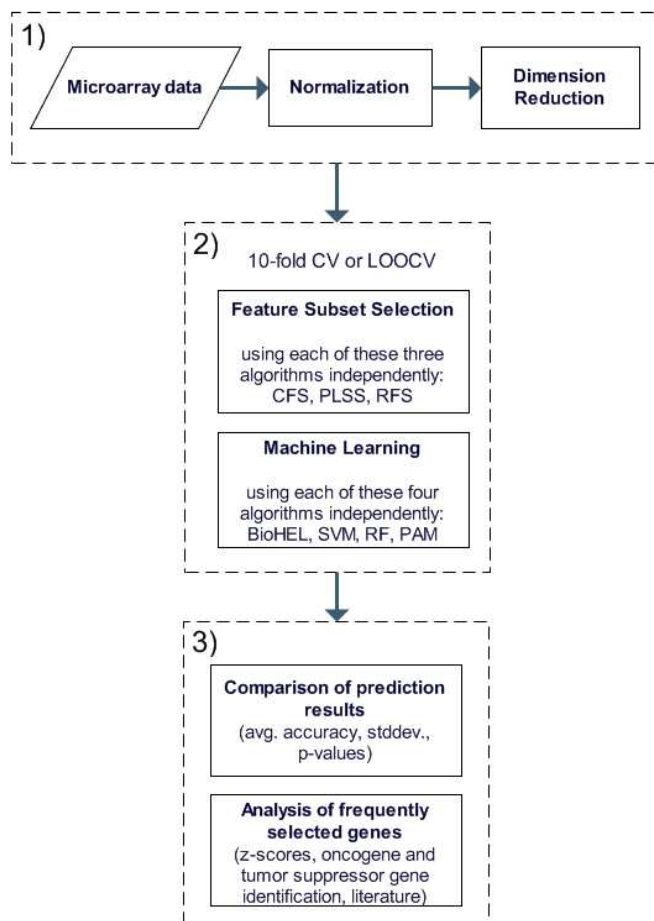 1)
Microarray data
Normalization
Dimension
Reduction
2)
10-fold CV or LOOCV
Feature Subset Selection
using each of these three
algorithms independently:
CFS, PLSS, RFS
Machine Learning
using each of these four
algorithms independently:
BioHEL, SVM, RF, PAM
3)
Comparison of prediction
results
(avg. accuracy, stddev.,
p-values)
Analysis of frequently
selected genes
(z-scores, oncogene and
tumor suppressor gene
identification, literature)